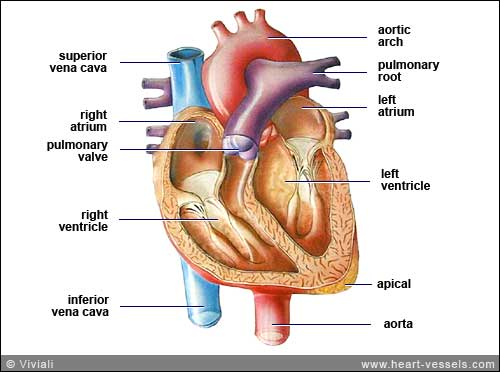 superior
vena cava
right
atrium
pulmonary
valve
right
ventricle
inferior
vena cava
aortic
arch
pulmonary
root
left
atrium
left
ventricle
apical
aorta
© Viviali
www.heart-vessels.com